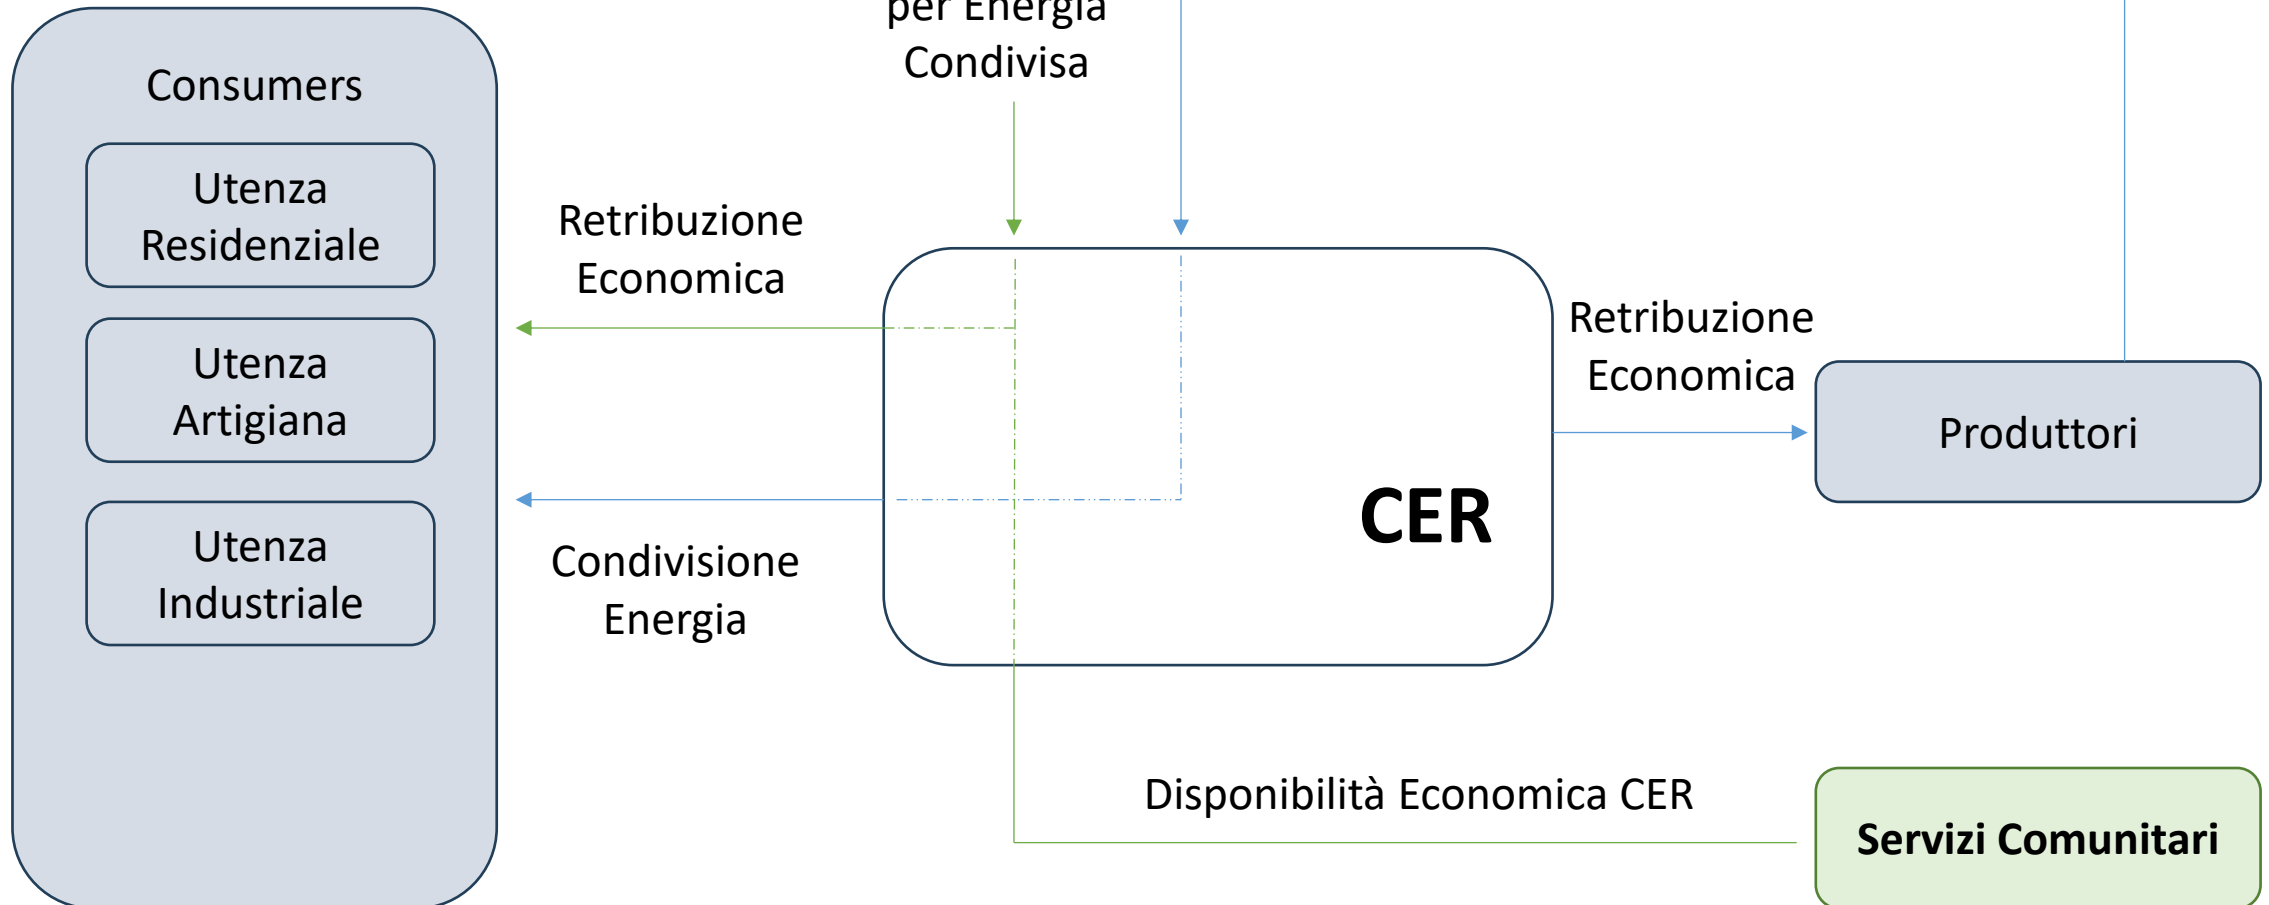 per Energia
Condivisa
Consumers
Utenza
Residenziale
Utenza
Artigiana
Utenza
Industriale
Retribuzione
Economica
Condivisione
Energia
CER
Retribuzione
Economica
Produttori
Disponibilità Economica CER
Servizi Comunitari